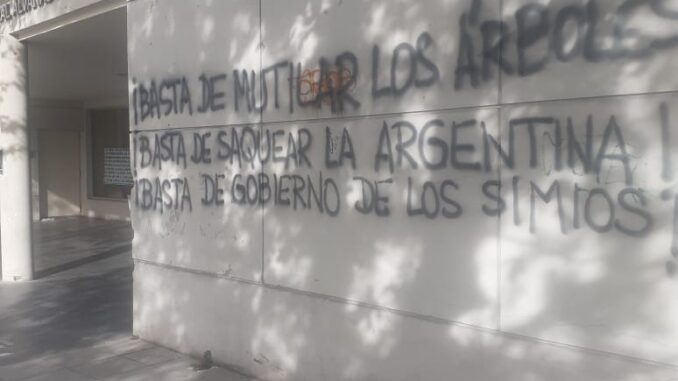 ¡BASTA DE MUTILAR LOS ÁRBOLES
¡BASTA DE SAQUEAR LA ARGENTINA!
¡BASTA DE GOBIERNO DE LOS SIMIOS!